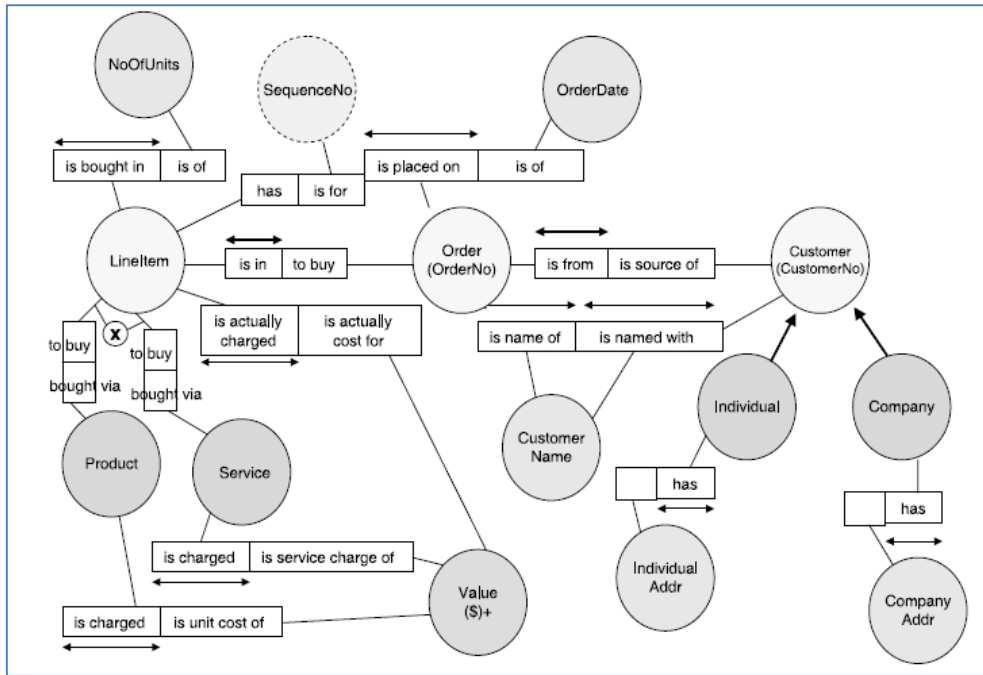 NoOfUnits
SequenceNo
OrderDate
is bought in
is of
is placed on
is of
has
is for
LineItem
is in
to buy
Order
(OrderNo)
is from
is source of
Customer
(CustomerNo)
is actually
charged
is actually
cost for
is name of
is named with
X
to buy
bought via
to buy
bought via
Product
Service
Customer
Name
Individual
Company
has
has
is charged
is service charge of
Individual
Addr
Value
($)+
Company
Addr
is charged
is unit cost of